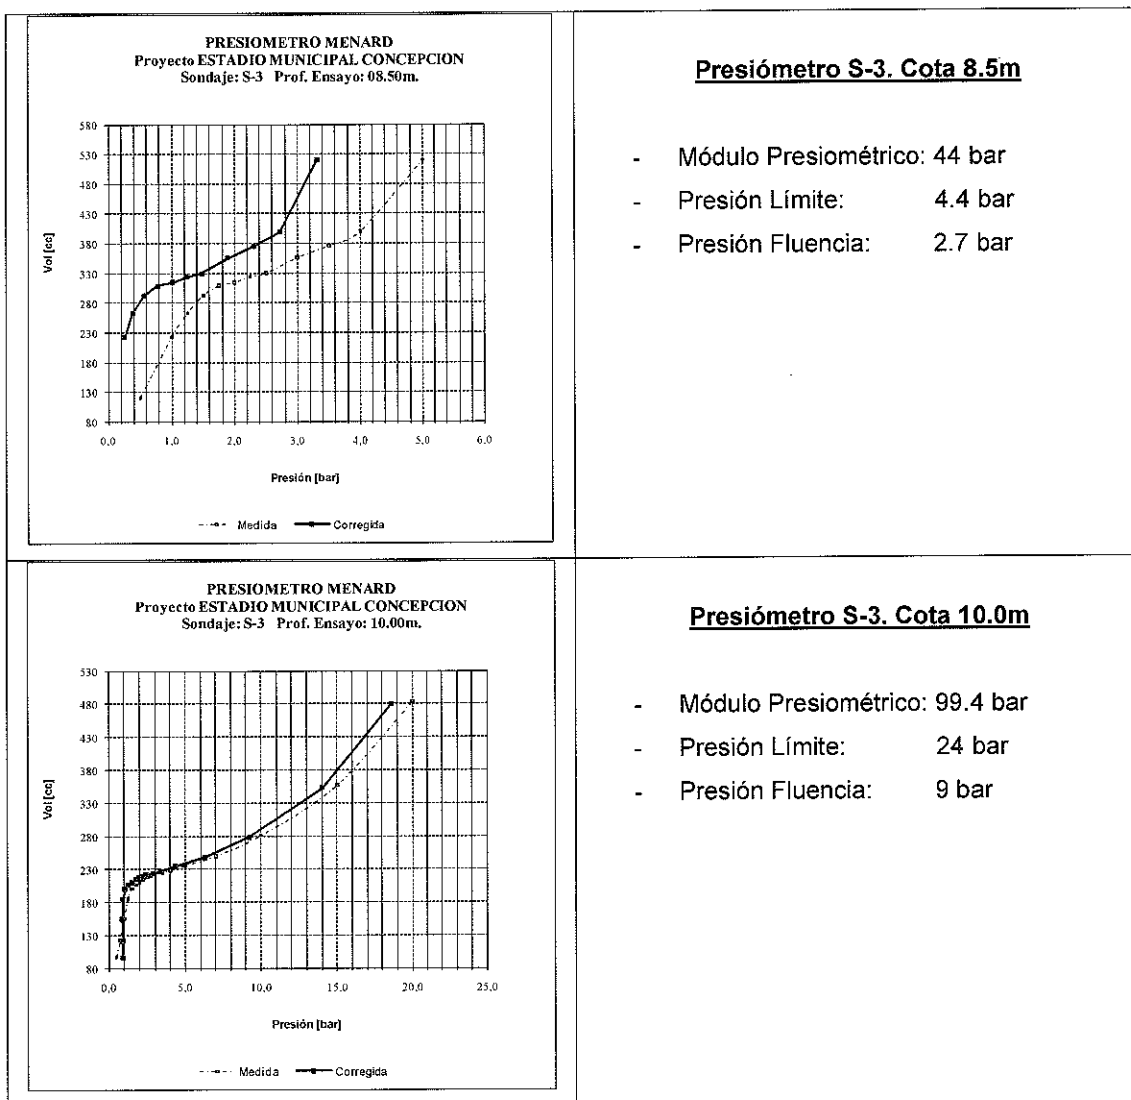 PRESIOMETRO MENARD
Proyecto ESTADIO MUNICIPAL CONCEPCION
Sondaje: S-3 Prof. Ensayo: 08.50m.
580
530
480
430
380
330
280
230
180
130
80
Vol [cc]
0,0 1,0 2,0 3,0 4,0 5,0 6,0
Presión [bar]
Medida Corregida
Presiómetro S-3. Cota 8.5m
- Módulo Presiométrico: 44 bar
- Presión Límite: 4.4 bar
- Presión Fluencia: 2.7 bar
PRESIOMETRO MENARD
Proyecto ESTADIO MUNICIPAL CONCEPCION
Sondaje: S-3 Prof. Ensayo: 10.00m.
530
480
430
380
330
280
230
180
130
80
Vol [cc]
0,0 5,0 10,0 15,0 20,0 25,0
Presión [bar]
Medida Corregida
Presiómetro S-3. Cota 10.0m
- Módulo Presiométrico: 99.4 bar
- Presión Límite: 24 bar
- Presión Fluencia: 9 bar